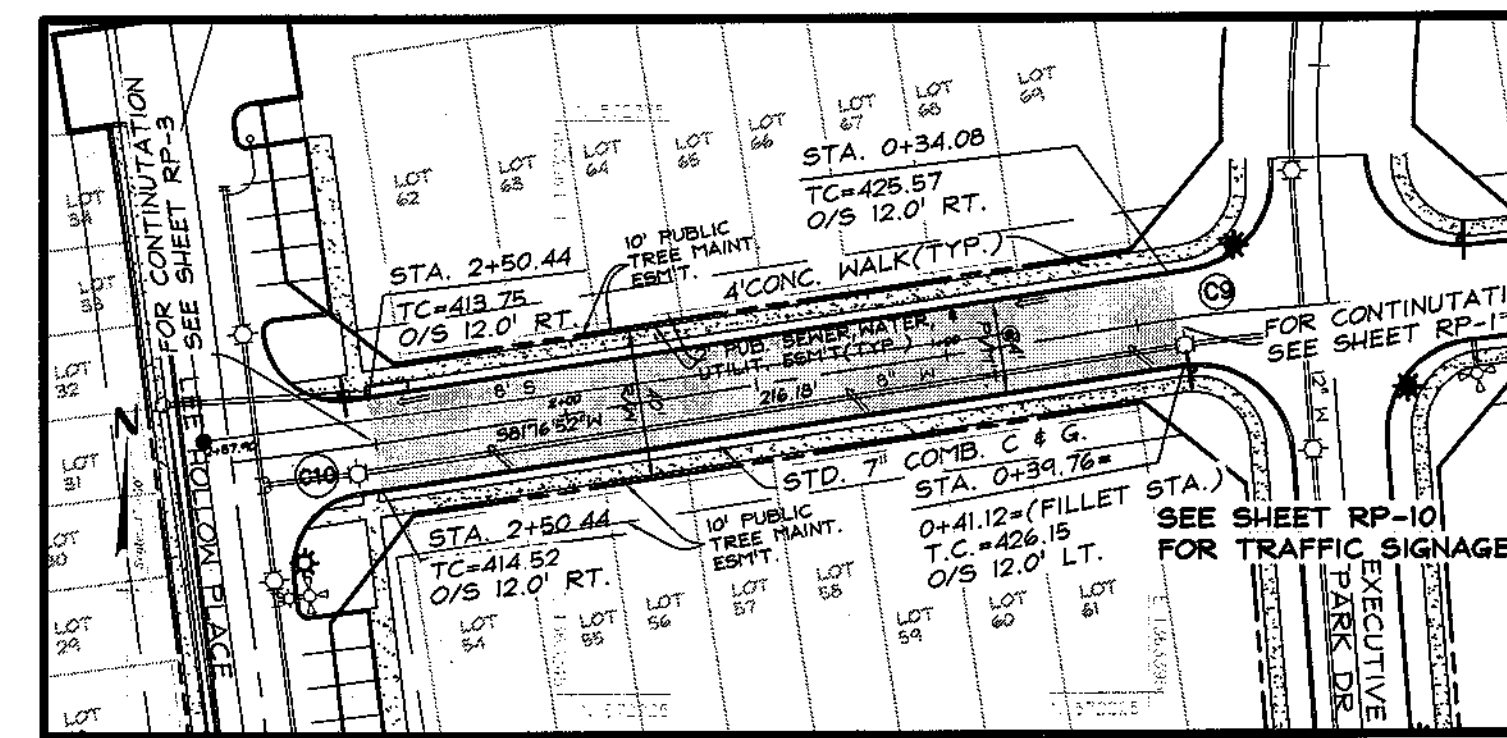 FOR CONTINUTATION
SEE SHEET RP-3
LEE HOLLOW PLACE
LOT
34
LOT
33
LOT
32
LOT
31
LOT
30
LOT
29
LOT
N
LOT
62
LOT
63
LOT
64
LOT
65
LOT
66
LOT
67
LOT
68
LOT
69
STA. 0+34.08
TC=425.57
O/S 12.0' RT.
10' PUBLIC
TREE MAINT
ESM'T.
STA. 2+50.44
TC=413.75
O/S 12.0' RT.
4'CONC. WALK(TYP.)
PUB SEWER, WATER, &
UTILIT. ESM'T(TYP.)
8" S
2+00
216.18'
8" W
1+00
C9
C10
FOR CONTINUTATI
SEE SHEET RP-1
12" W
STD. 7" COMB. C & G.
STA. 0+39.76=
0+41.12=(FILLET STA.)
T.C.=426.15
O/S 12.0' LT.
STA. 2+50.44
TC=414.52
O/S 12.0' RT.
10' PUBLIC
TREE MAINT.
ESM'T.
SEE SHEET RP-10
FOR TRAFFIC SIGNAGE
EXECUTIVE
PARK DR
LOT
54
LOT
55
LOT
56
LOT
57
LOT
58
LOT
59
LOT
60
LOT
61